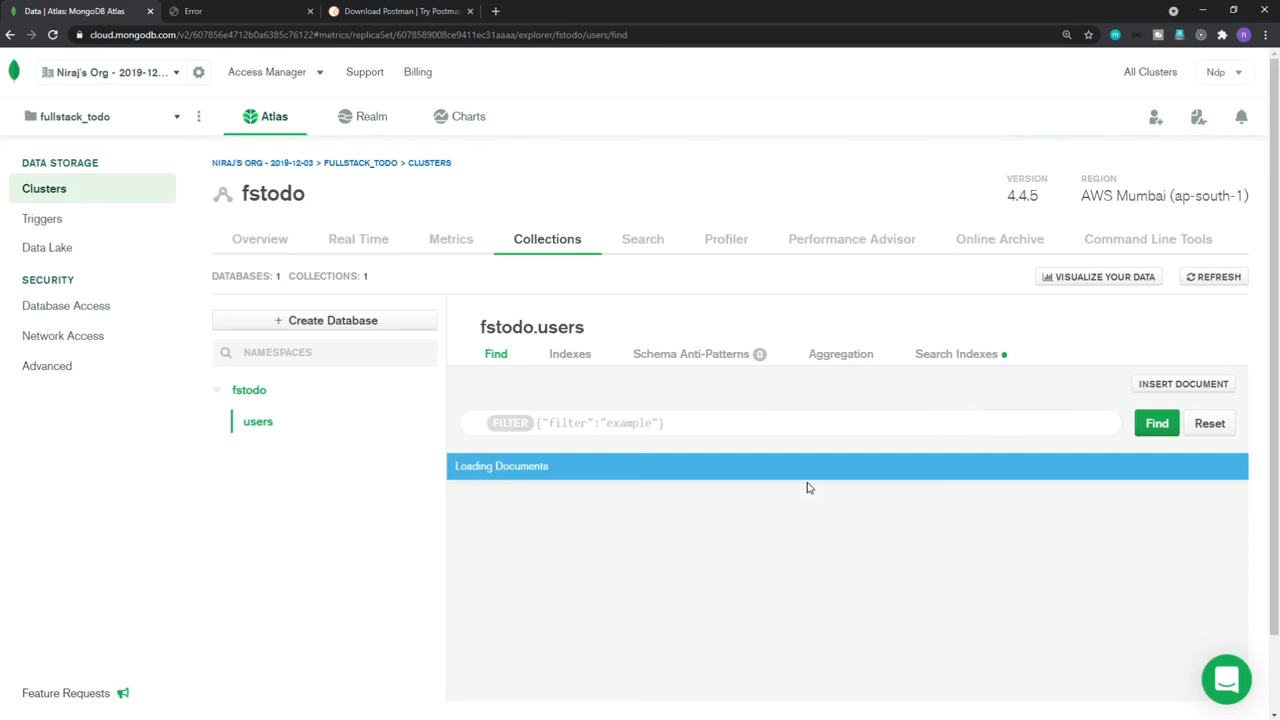 Data | Atlas: MongoDB Atlas
Error
Download Postman | Try Postman
cloud.mongodb.com/v2/607856e4712b0a6385c76122#metrics/replicaSet/6078589008ce9411ec31aaaa/explorer/fstodo/users/find
Niraj's Org - 2019-12...
Access Manager
Support
Billing
All Clusters
Ndp
fullstack_todo
Atlas
Realm
Charts
DATA STORAGE
Clusters
Triggers
Data Lake
SECURITY
Database Access
Network Access
Advanced
Feature Requests
NIRAJ'S ORG - 2019-12-03 > FULLSTACK_TODO > CLUSTERS
fstodo
VERSION
4.4.5
REGION
AWS Mumbai (ap-south-1)
Overview
Real Time
Metrics
Collections
Search
Profiler
Performance Advisor
Online Archive
Command Line Tools
DATABASES: 1 COLLECTIONS: 1
VISUALIZE YOUR DATA
REFRESH
+ Create Database
NAMESPACES
fstodo
users
fstodo.users
Find
Indexes
Schema Anti-Patterns 0
Aggregation
Search Indexes
INSERT DOCUMENT
FILTER {"filter":"example"}
Find
Reset
Loading Documents